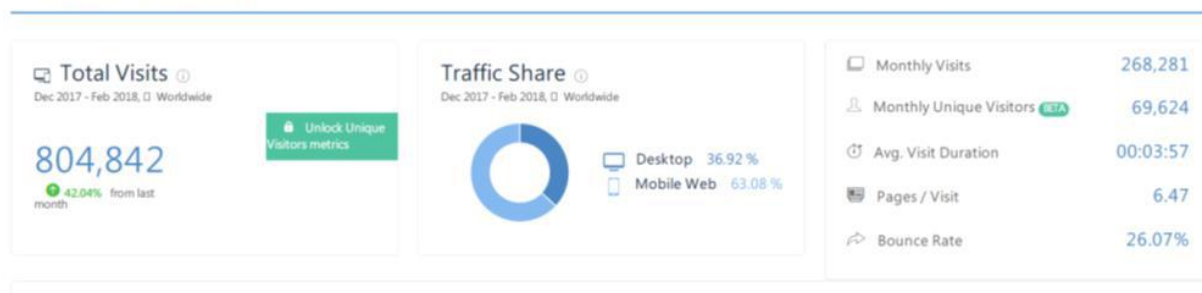 Total Visits
Dec 2017 - Feb 2018, Worldwide
Unlock Unique
Visitors metrics
804,842
42.04% from last
month
Traffic Share
Dec 2017 - Feb 2018, Worldwide
Desktop 36.92 %
Mobile Web 63.08 %
Monthly Visits 268,281
Monthly Unique Visitors BETA 69,624
Avg. Visit Duration 00:03:57
Pages / Visit 6.47
Bounce Rate 26.07%